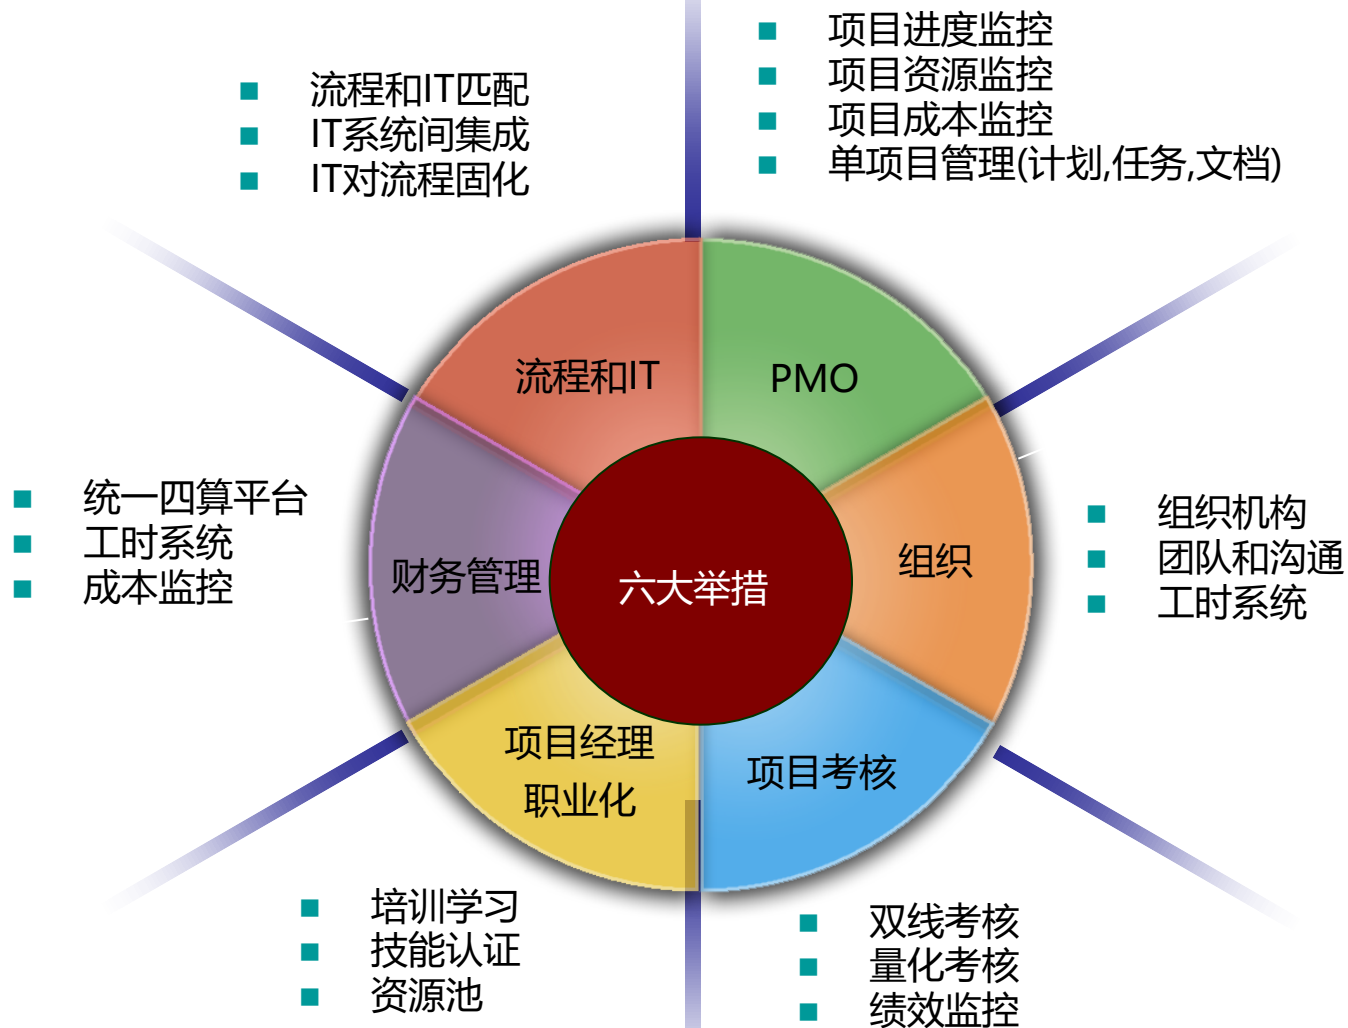 项目进度监控
项目资源监控
项目成本监控
单项目管理(计划,任务,文档)
流程和IT匹配
IT系统间集成
IT对流程固化
流程和IT
PMO
统一四算平台
工时系统
成本监控
财务管理
六大举措
组织
组织机构
团队和沟通
工时系统
项目经理
职业化
项目考核
培训学习
技能认证
资源池
双线考核
量化考核
绩效监控